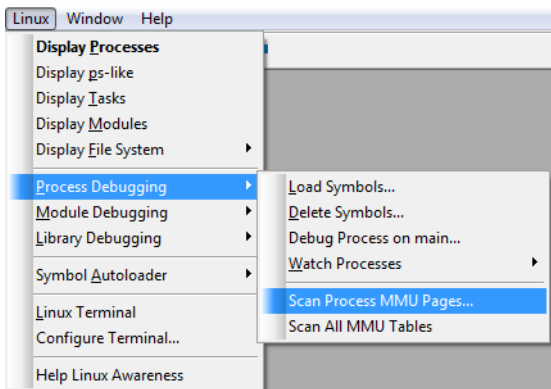 Linux Window Help
Display Processes
Display ps-like
Display Tasks
Display Modules
Display File System
Process Debugging
Module Debugging
Library Debugging
Symbol Autoloader
Linux Terminal
Configure Terminal...
Help Linux Awareness
Load Symbols...
Delete Symbols...
Debug Process on main...
Watch Processes
Scan Process MMU Pages...
Scan All MMU Tables